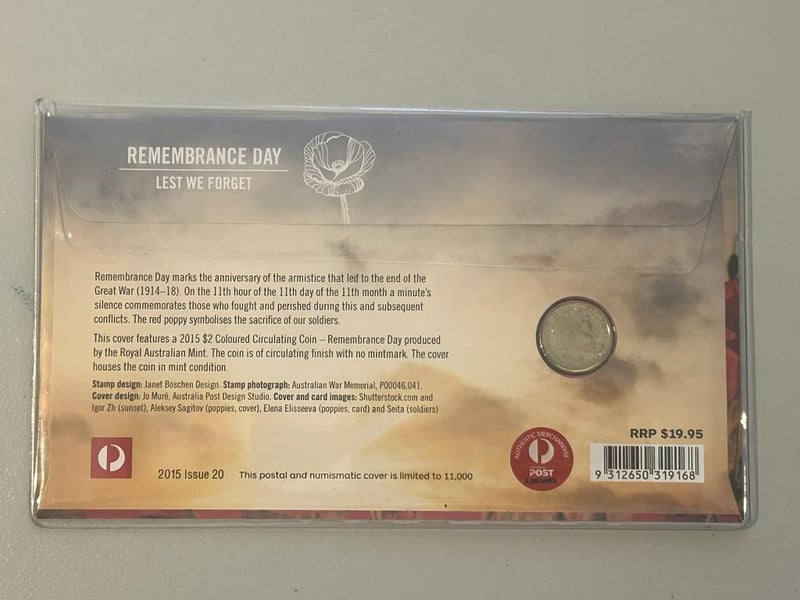 REMEMBRANCE DAY
LEST WE FORGET
Remembrance Day marks the anniversary of the armistice that led to the end of the
Great War (1914–18). On the 11th hour of the 11th day of the 11th month a minute's
silence commemorates those who fought and perished during this and subsequent
conflicts. The red poppy symbolises the sacrifice of our soldiers.
This cover features a 2015 $2 Coloured Circulating Coin – Remembrance Day produced
by the Royal Australian Mint. The coin is of circulating finish with no mintmark. The cover
houses the coin in mint condition.
Stamp design: Janet Boschen Design. Stamp photograph: Australian War Memorial, P00046.041.
Cover design: Jo Muré, Australia Post Design Studio. Cover and card images: Shutterstock.com and
Igor Zh (sunset), Aleksey Sagitov (poppies, cover), Elena Elisseeva (poppies, card) and Seita (soldiers)
2015 Issue 20
This postal and numismatic cover is limited to 11,000
AUTHENTIC MERCHANDISE
POST
RRP $19.95
9 312650 319168